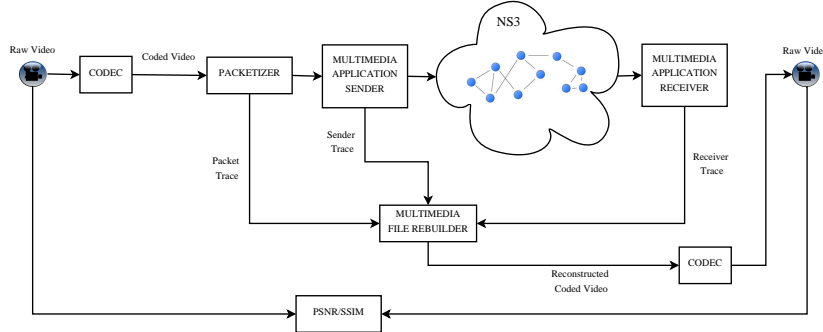 NS3
Raw Video
Raw Vide
Coded Video
CODEC
PACKETIZER
MULTIMEDIA
APPLICATION
SENDER
MULTIMEDIA
APPLICATION
RECEIVER
Sender
Trace
Packet
Trace
Receiver
Trace
MULTIMEDIA
FILE REBUILDER
CODEC
Reconstructed
Coded Video
PSNR/SSIM